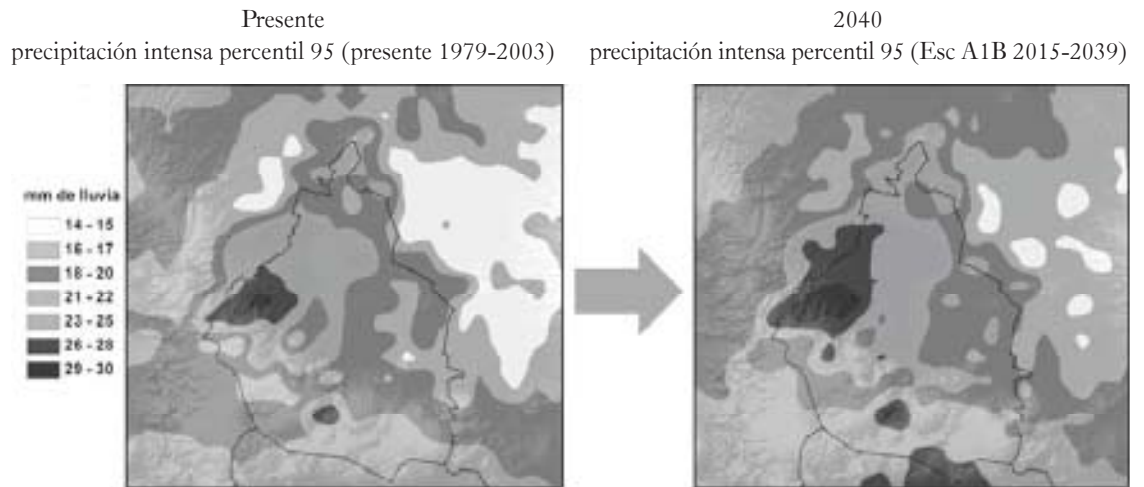 Presente
precipitación intensa percentil 95 (presente 1979-2003)
2040
precipitación intensa percentil 95 (Esc A1B 2015-2039)
mm de lluvia
14 - 15
16 - 17
18 - 20
21 - 22
23 - 25
26 - 28
29 - 30